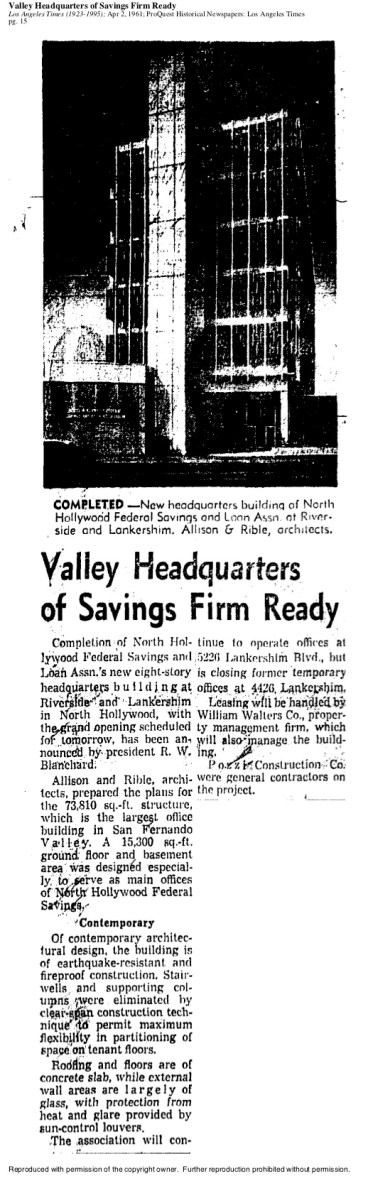 Valley Headquarters of Savings Firm Ready
Los Angeles Times (1923-1995); Apr 2, 1961; ProQuest Historical Newspapers: Los Angeles Times
pg. 15
COMPLETED —New headquarters building of North
Hollywood Federal Savings and Loan Assn. at River-
side and Lankershim. Allison & Rible, architects.
Valley Headquarters
of Savings Firm Ready
Completion of North Hol-
lywood Federal Savings and
Loan Assn.'s new eight-story
headquarters building at
Riverside and Lankershim
in North Hollywood, with
the grand opening scheduled
for tomorrow, has been an-
nounced by president R. W.
Blanchard.
Allison and Rible, archi-
tects, prepared the plans for
the 73,810 sq.-ft. structure,
which is the largest office
building in San Fernando
Valley. A 15,300 sq.-ft.
ground floor and basement
area was designed especial-
ly to serve as main offices
of North Hollywood Federal
Savings.
Contemporary
Of contemporary architec-
tural design, the building is
of earthquake-resistant and
fireproof construction. Stair-
wells and supporting col-
umns were eliminated by
clear-span construction tech-
nique to permit maximum
flexibility in partitioning of
space on tenant floors.
Roofing and floors are of
concrete slab, while external
wall areas are largely of
glass, with protection from
heat and glare provided by
sun-control louvers.
The association will con-
tinue to operate offices at
5226 Lankershim Blvd., but
is closing former temporary
offices at 4426 Lankershim.
Leasing will be handled by
William Walters Co., proper-
ty management firm, which
will also manage the build-
ing.
Construction Co.
were general contractors on
the project.
Reproduced with permission of the copyright owner. Further reproduction prohibited without permission.